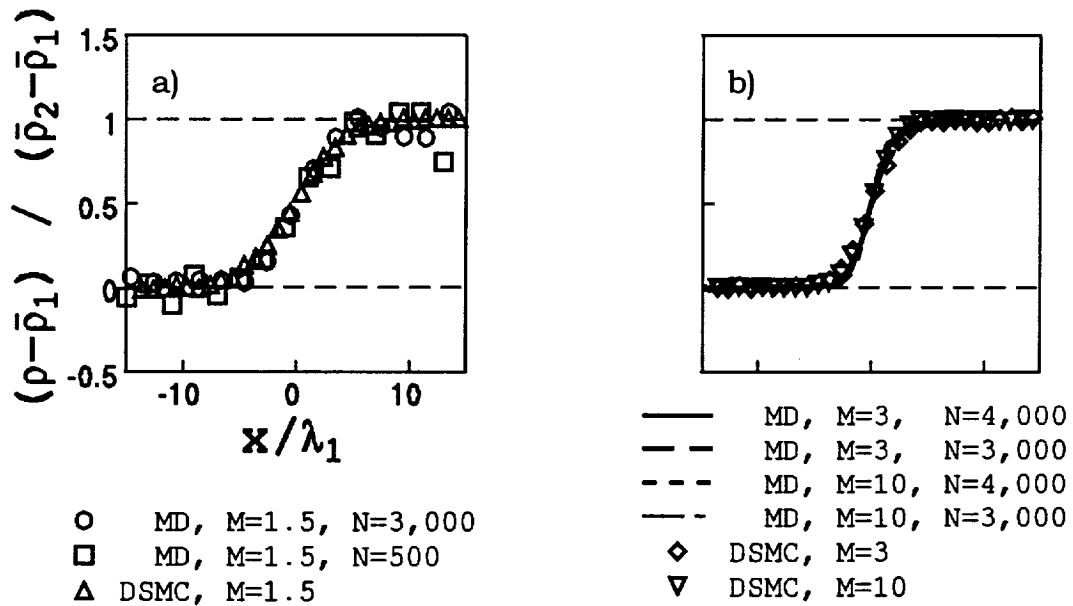 (ρ−ρ̄₁) / (ρ̄₂−ρ̄₁)
1.5
1
0.5
0
-0.5
a)
-10 0 10
x/λ₁
MD, M=1.5, N=3,000
MD, M=1.5, N=500
DSMC, M=1.5
b)
MD, M=3, N=4,000
MD, M=3, N=3,000
MD, M=10, N=4,000
MD, M=10, N=3,000
DSMC, M=3
DSMC, M=10